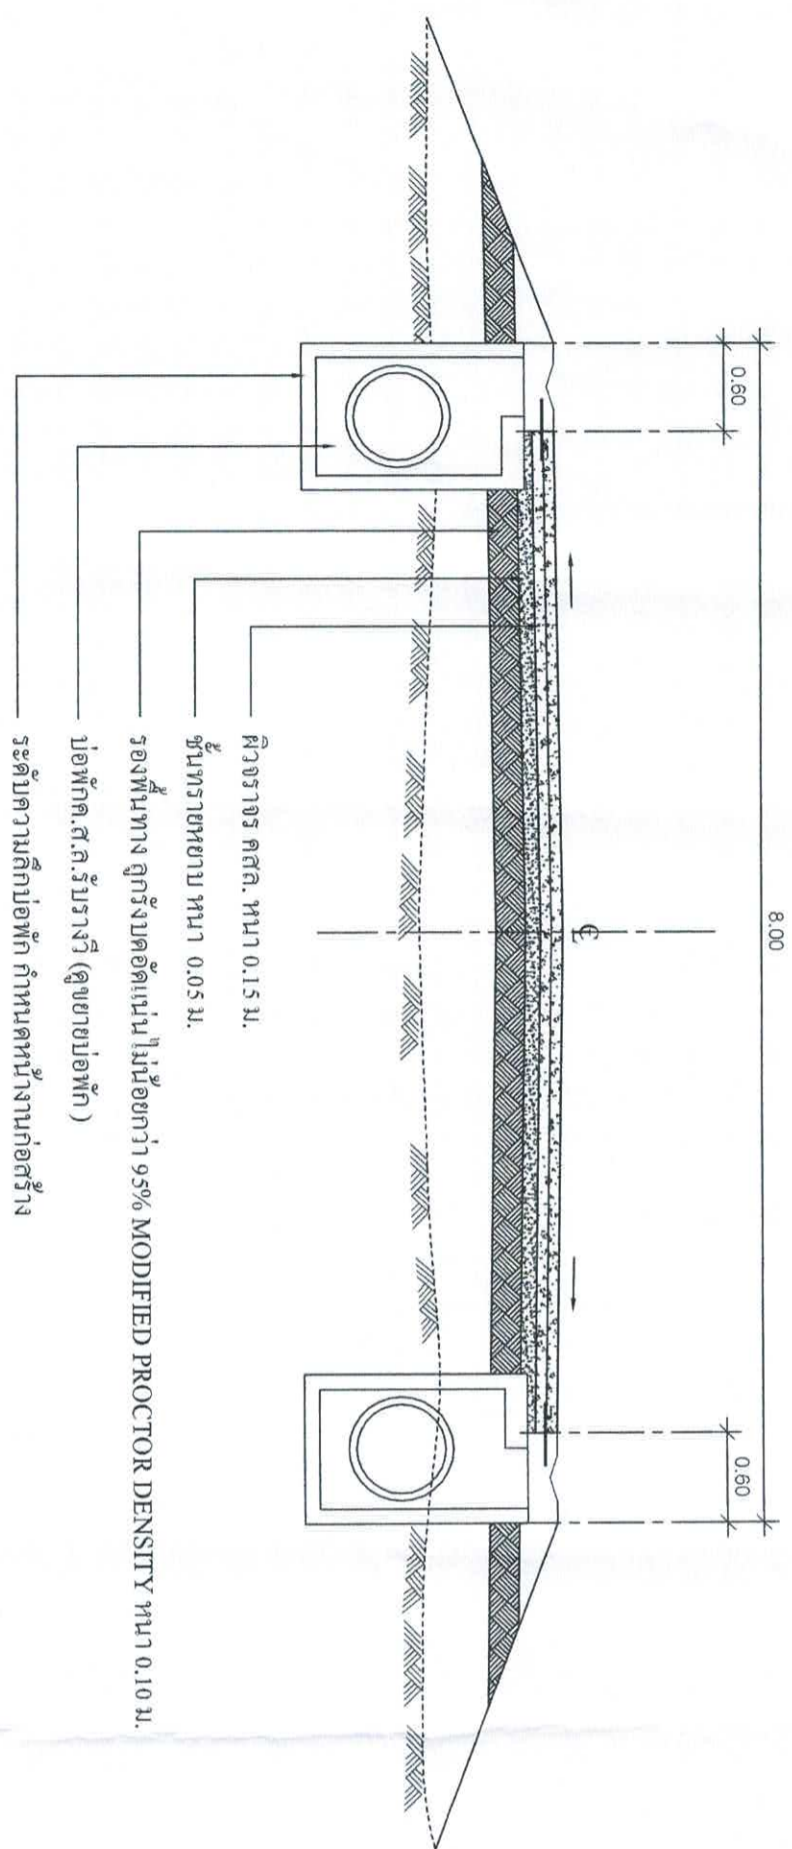 8.00
0.60
0.60
℄
ผิวจราจร คสล. หนา 0.15 ม.
ชั้นทรายหยาบ หนา 0.05 ม.
รองพื้นทาง ลูกรังบดอัดแน่นไม่น้อยกว่า 95% MODIFIED PROCTOR DENSITY หนา 0.10 ม.
บ่อพักค.ส.ล.รับรางวี (ดูขยายบ่อพัก)
ระดับความลึกบ่อพัก กำหนดหน้างานก่อสร้าง